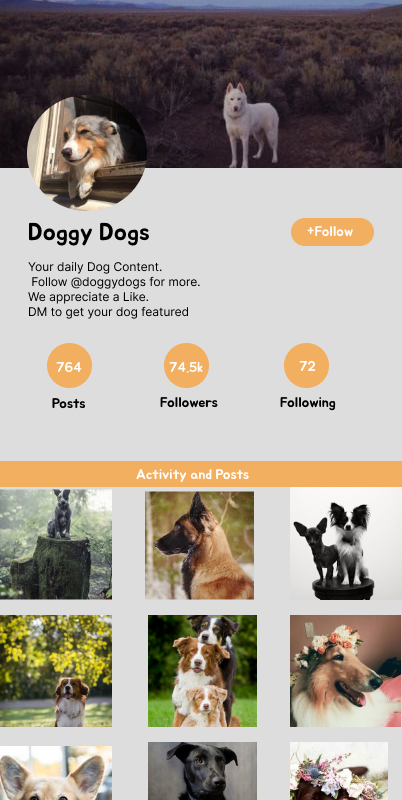 Doggy Dogs
+Follow
Your daily Dog Content.
Follow @doggydogs for more.
We appreciate a Like.
DM to get your dog featured
764
74.5k
72
Posts
Followers
Following
Activity and Posts